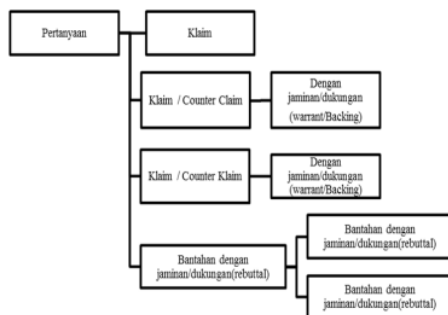 Pertanyaan
Klaim
Klaim / Counter Claim
Dengan
jaminan/dukungan
(warrant/Backing)
Klaim / Counter Klaim
Dengan
jaminan/dukungan
(warrant/Backing)
Bantahan dengan
jaminan/dukungan(rebuttal)
Bantahan dengan
jaminan/dukungan(rebuttal)
Bantahan dengan
jaminan/dukungan(rebuttal)